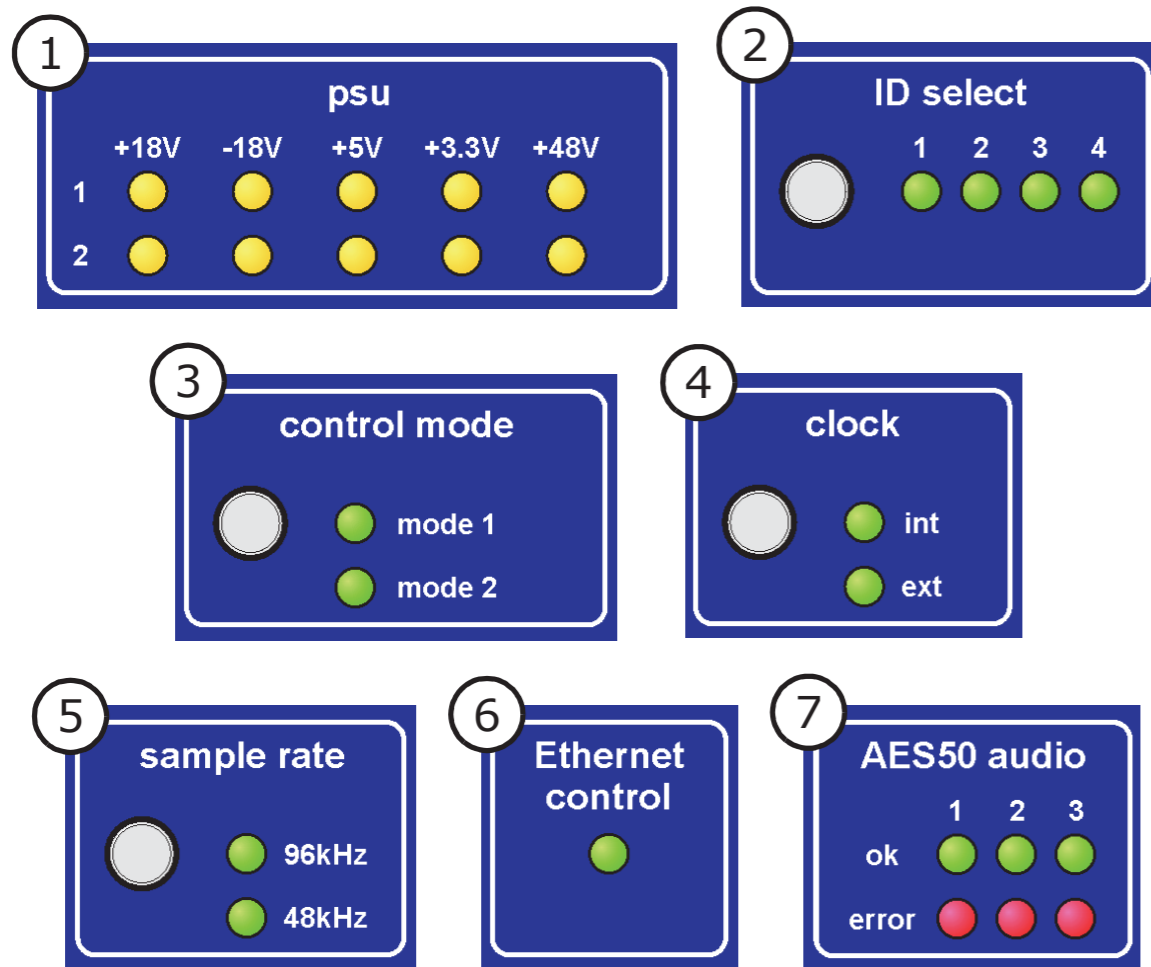 1
psu
+18V -18V +5V +3.3V +48V
1
2
2
ID select
1 2 3 4
3
control mode
mode 1
mode 2
4
clock
int
ext
5
sample rate
96kHz
48kHz
6
Ethernet
control
7
AES50 audio
1 2 3
ok
error